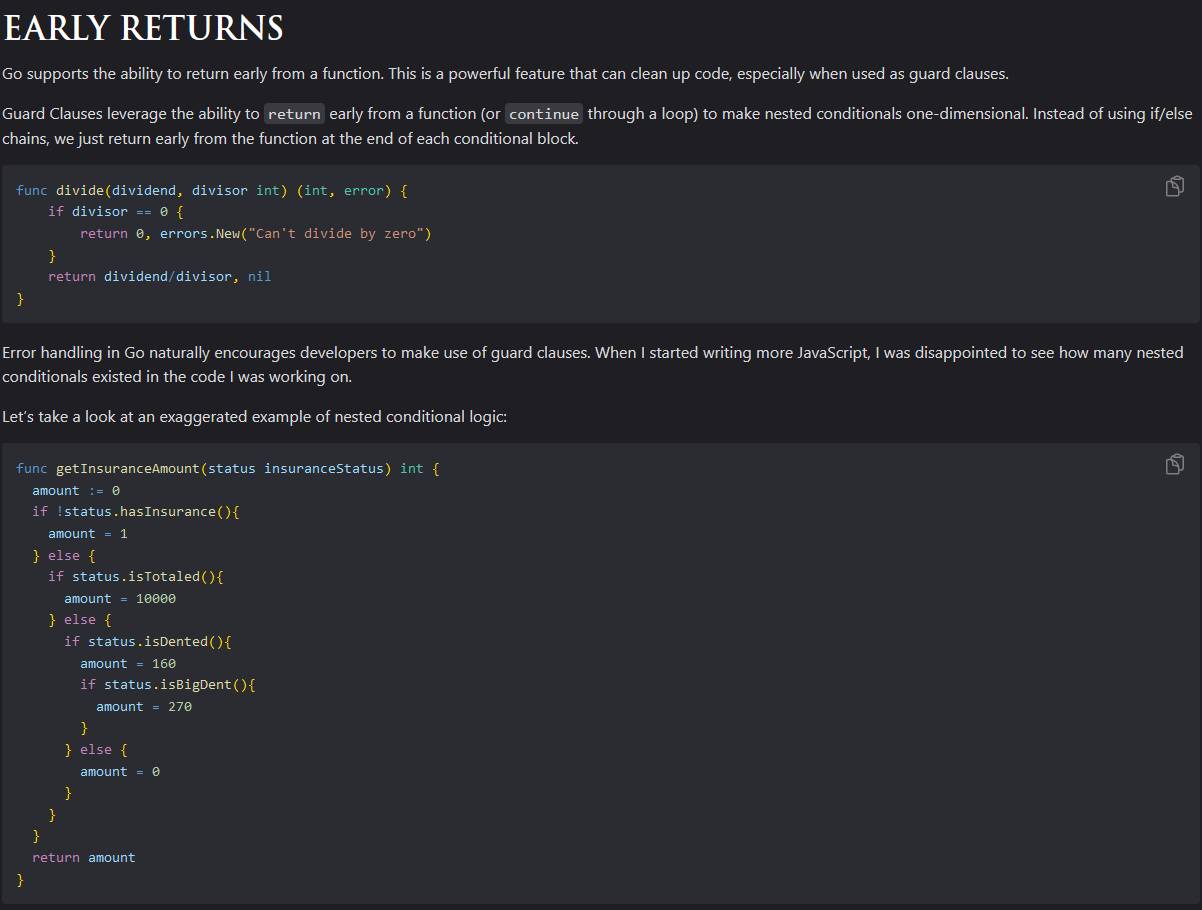 EARLY RETURNS
Go supports the ability to return early from a function. This is a powerful feature that can clean up code, especially when used as guard clauses.
Guard Clauses leverage the ability to return early from a function (or continue through a loop) to make nested conditionals one-dimensional. Instead of using if/else
chains, we just return early from the function at the end of each conditional block.
func divide(dividend, divisor int) (int, error) {
    if divisor == 0 {
        return 0, errors.New("Can't divide by zero")
    }
    return dividend/divisor, nil
}
Error handling in Go naturally encourages developers to make use of guard clauses. When I started writing more JavaScript, I was disappointed to see how many nested
conditionals existed in the code I was working on.
Let's take a look at an exaggerated example of nested conditional logic:
func getInsuranceAmount(status insuranceStatus) int {
  amount := 0
  if !status.hasInsurance(){
    amount = 1
  } else {
    if status.isTotaled(){
      amount = 10000
    } else {
      if status.isDented(){
        amount = 160
        if status.isBigDent(){
          amount = 270
        }
      } else {
        amount = 0
      }
    }
  }
  return amount
}